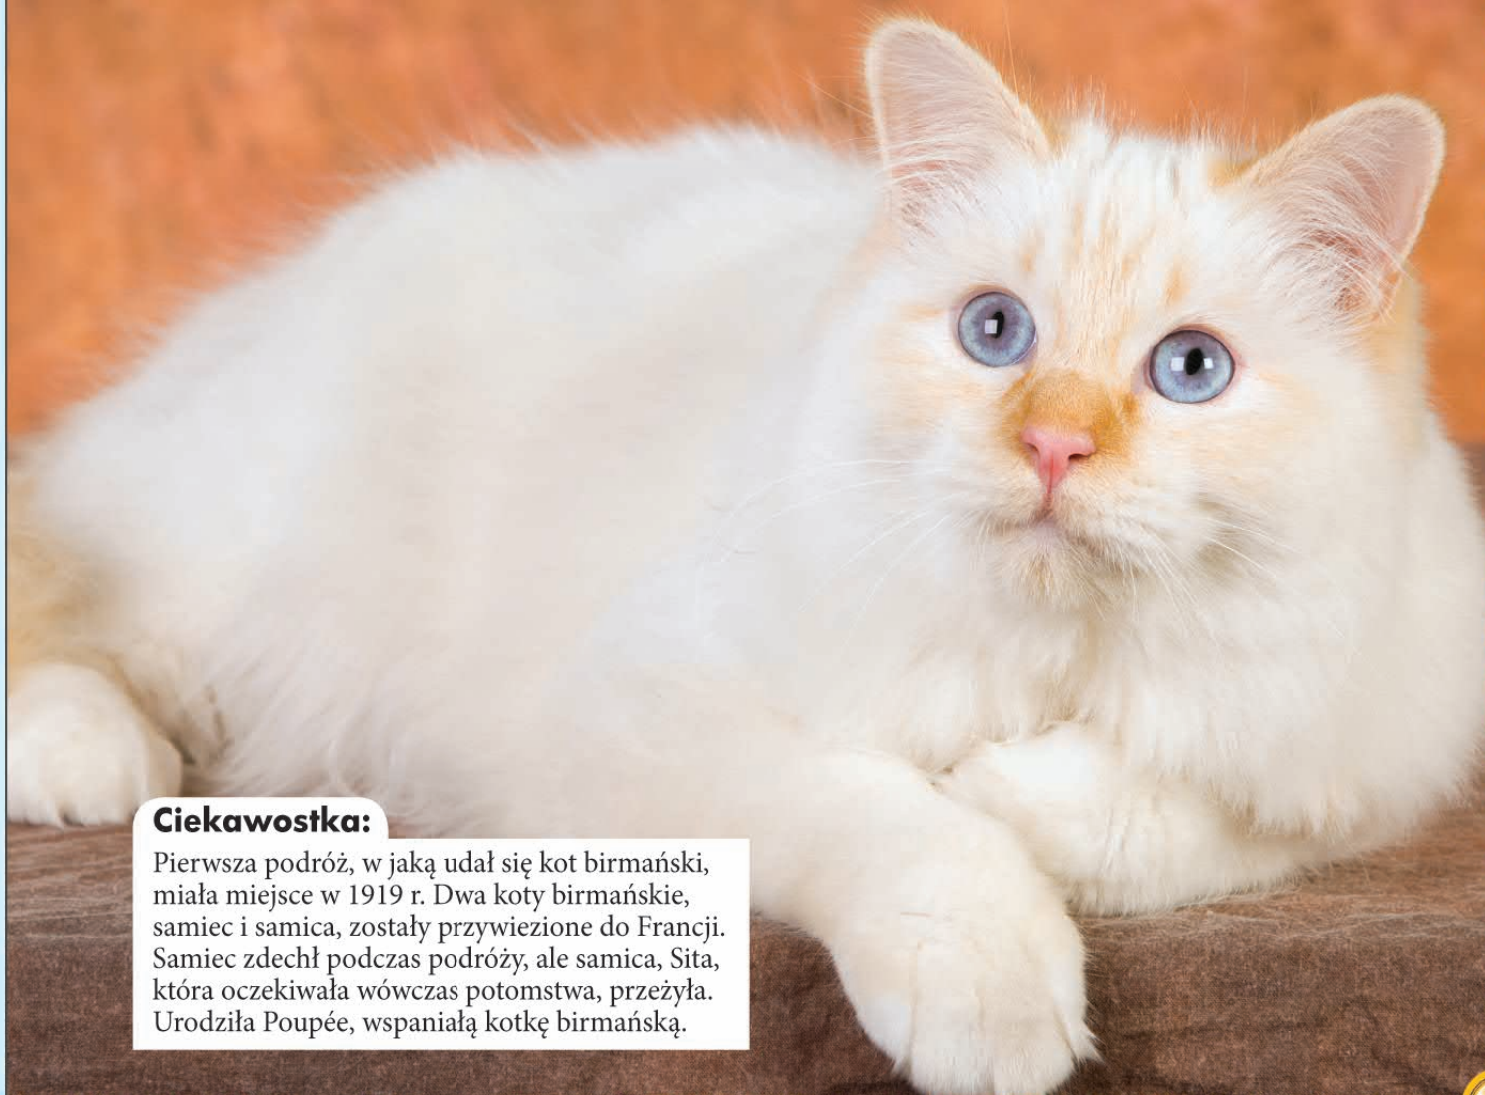 Ciekawostka:
Pierwsza podróż, w jaką udał się kot birmański,
miała miejsce w 1919 r. Dwa koty birmańskie,
samiec i samica, zostały przywiezione do Francji.
Samiec zdechł podczas podróży, ale samica, Sita,
która oczekiwała wówczas potomstwa, przeżyła.
Urodziła Poupée, wspaniałą kotkę birmańską.